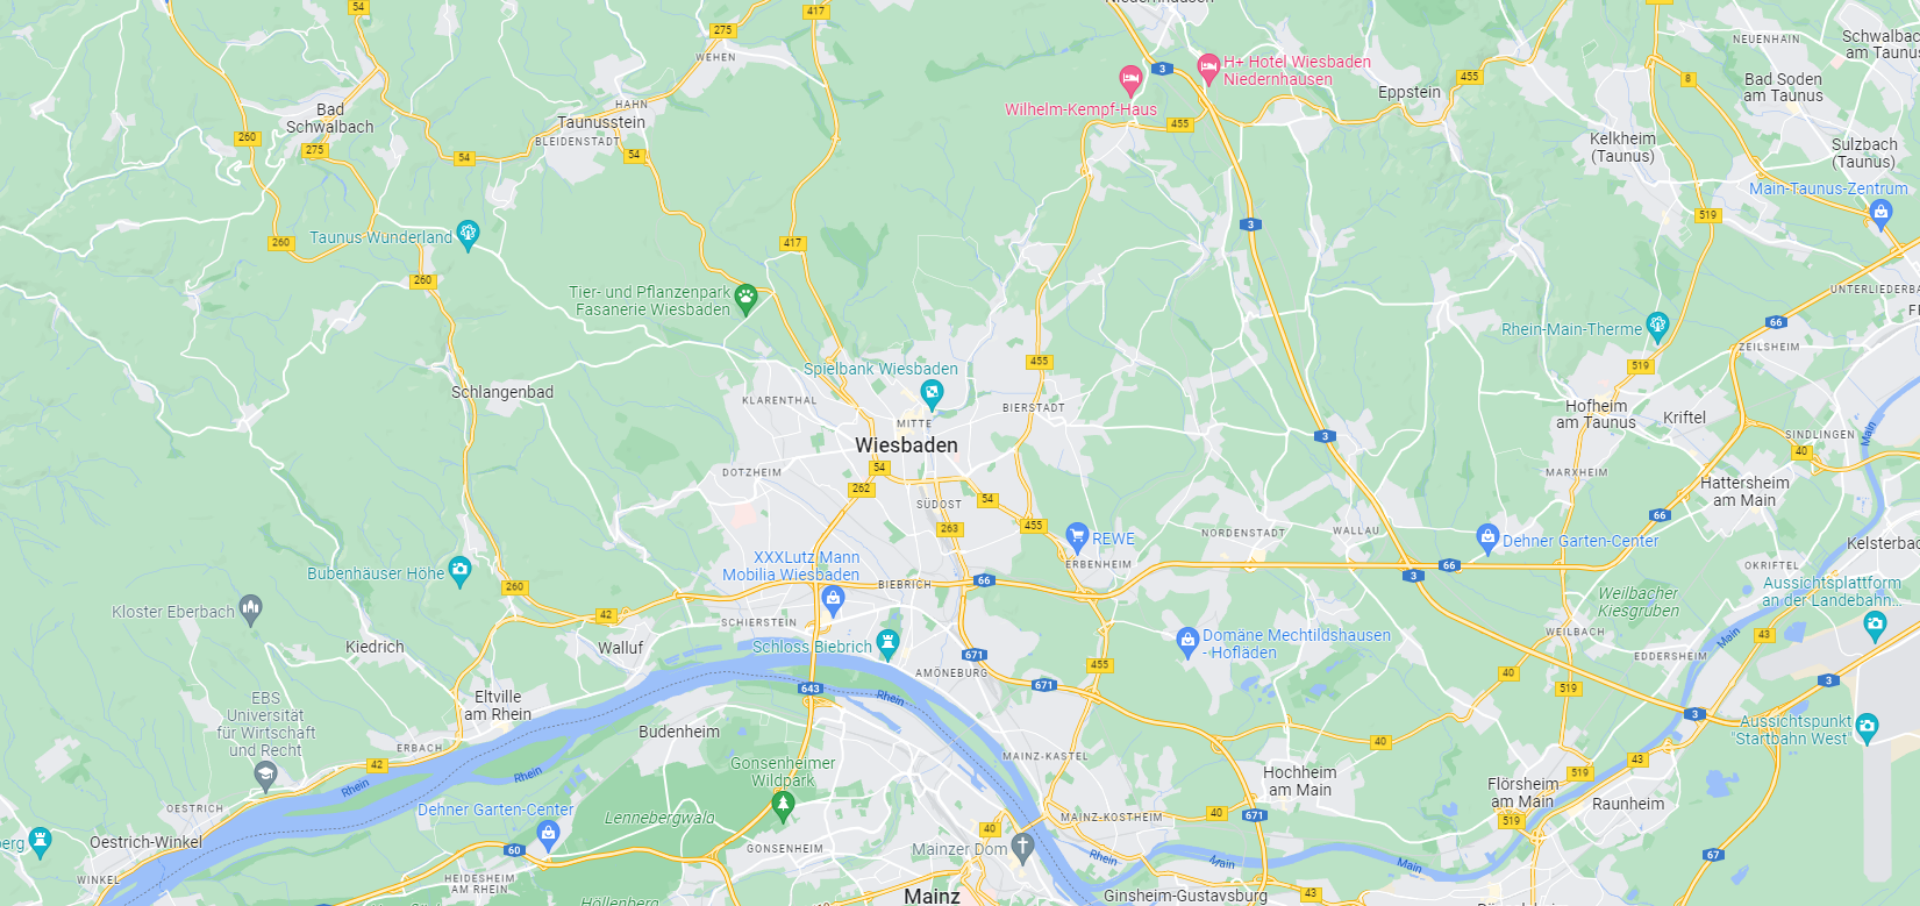 Niedernhausen
54
417
275
WEHEN
3
H+ Hotel Wiesbaden
Niedernhausen
NEUENHAIN
Schwalbac
am Taunus
455
8
Bad Soden
am Taunus
Eppstein
Wilhelm-Kempf-Haus
455
HAHN
Taunusstein
BLEIDENSTADT
Bad
Schwalbach
260
275
54
54
Kelkheim
(Taunus)
Sulzbach
(Taunus)
Main-Taunus-Zentrum
519
3
260
Taunus Wunderland
417
260
Tier- und Pflanzenpark
Fasanerie Wiesbaden
UNTERLIEDERBA
66
Rhein-Main-Therme
ZEILSHEIM
519
455
Spielbank Wiesbaden
Schlangenbad
KLARENTHAL
BIERSTADT
MITTE
Wiesbaden
Hofheim
am Taunus
Kriftel
SINDLINGEN
Main
3
40
DOTZHEIM
54
262
MARXHEIM
Hattersheim
am Main
54
SÜDOST
66
263
455
REWE
NORDENSTADT
WALLAU
Dehner Garten-Center
Kelsterbac
XXXLutz Mann
Mobilia Wiesbaden
ERBENHEIM
66
3
OKRIFTEL
Bubenhäuser Höhe
BIEBRICH
66
260
Aussichtsplattform
an der Landebahn...
Weilbacher
Kiesgruben
Kloster Eberbach
42
SCHIERSTEIN
Kiedrich
Walluf
Schloss Biebrich
671
Domäne Mechtildshausen
- Hofläden
WEILBACH
Main
43
EDDERSHEIM
455
AMÖNEBURG
40
671
643
Rhein
519
3
3
EBS
Universität
für Wirtschaft
und Recht
Eltville
am Rhein
Aussichtspunkt
"Startbahn West"
Budenheim
ERBACH
42
MAINZ-KASTEL
40
Gonsenheimer
Wildpark
Rhein
Rhein
Hochheim
am Main
Flörsheim
am Main
519
43
Raunheim
OESTRICH
Dehner Garten-Center
Lennebergwald
MAINZ-KOSTHEIM
40
671
519
40
Oestrich-Winkel
erg
60
GONSENHEIM
Mainzer Dom
Rhein
Main
Main
67
WINKEL
HEIDESHEIM
AM RHEIN
Mainz
Ginsheim-Gustavsburg
43
Höllenberg